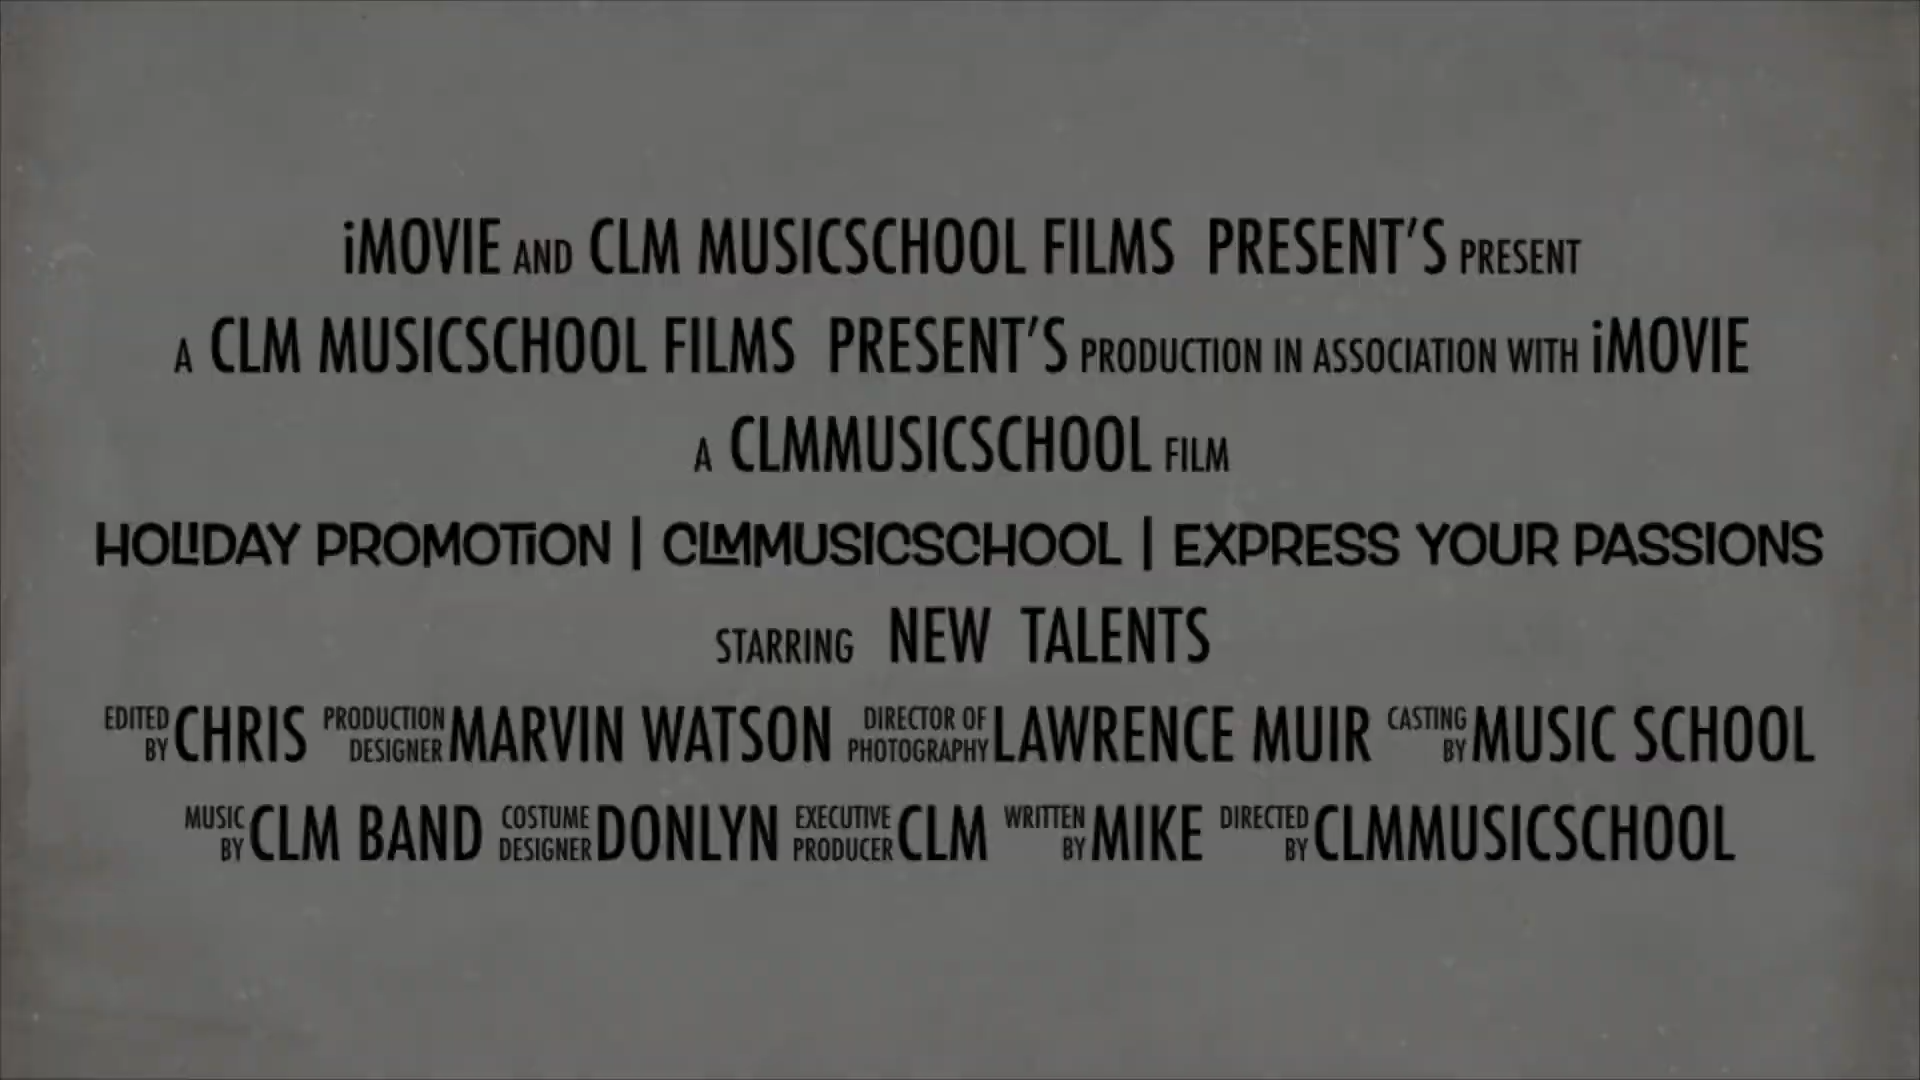 iMOVIE AND CLM MUSICSCHOOL FILMS PRESENT'S PRESENT
A CLM MUSICSCHOOL FILMS PRESENT'S PRODUCTION IN ASSOCIATION WITH iMOVIE
A CLMMUSICSCHOOL FILM
HOLIDAY PROMOTION | CLMMUSICSCHOOL | EXPRESS YOUR PASSIONS
STARRING NEW TALENTS
EDITED BY CHRIS PRODUCTION DESIGNER MARVIN WATSON DIRECTOR OF PHOTOGRAPHY LAWRENCE MUIR CASTING BY MUSIC SCHOOL
MUSIC BY CLM BAND COSTUME DESIGNER DONLYN EXECUTIVE PRODUCER CLM WRITTEN BY MIKE DIRECTED BY CLMMUSICSCHOOL